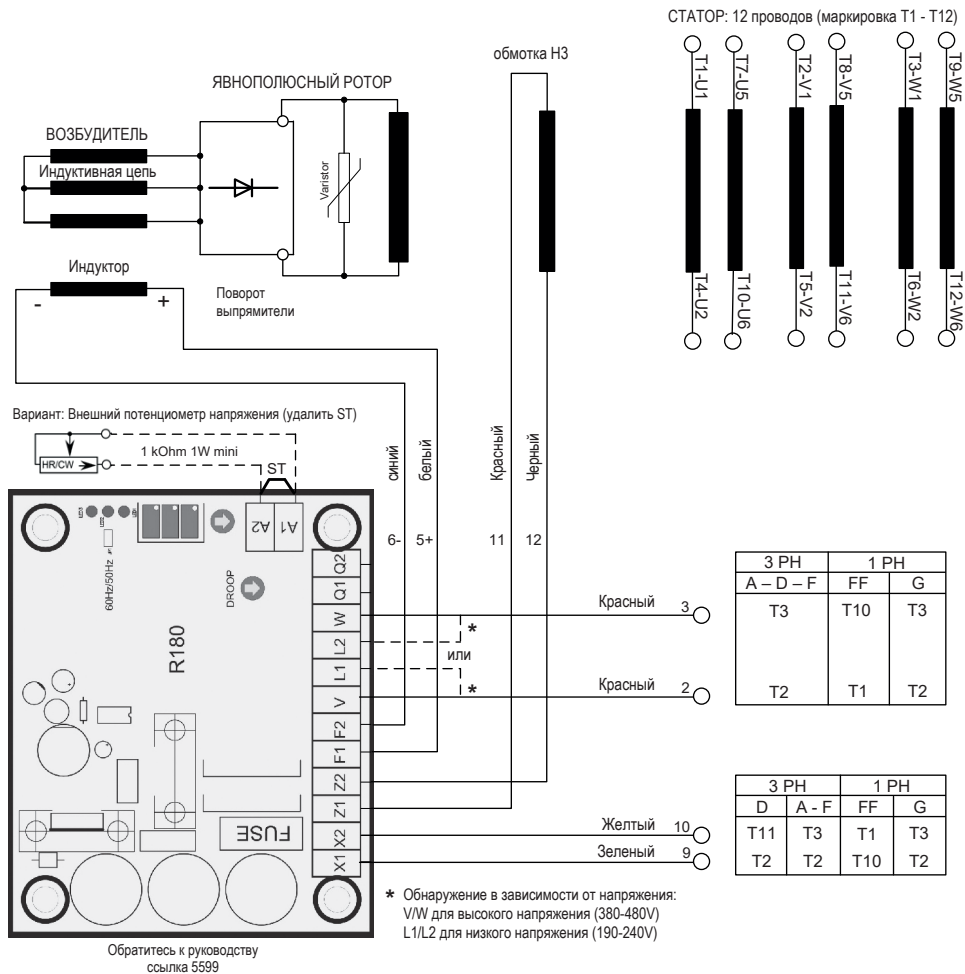 СТАТОР: 12 проводов (маркировка T1 - T12)
T1-U1
T7-U5
T2-V1
T8-V5
T3-W1
T9-W5
T4-U2
T10-U6
T5-V2
T11-V6
T6-W2
T12-W6
обмотка H3
ЯВНОПОЛЮСНЫЙ РОТОР
ВОЗБУДИТЕЛЬ
Индуктивная цепь
Varistor
Индуктор
-
+
Поворот
выпрямители
Вариант: Внешний потенциометр напряжения (удалить ST)
HR/CW
1 kOhm 1W mini
ST
синий
белый
Красный
Черный
6-
5+
11
12
A2
A1
60Hz/50Hz
DROOP
R180
FUSE
Q2
Q1
W
L2
L1
V
F2
F1
Z2
Z1
X2
X1
Красный 3
*
или
*
Красный 2
Желтый 10
Зеленый 9
3 PH 1 PH
A – D – F FF G
T3 T10 T3
T2 T1 T2
3 PH 1 PH
D A - F FF G
T11 T3 T1 T3
T2 T2 T10 T2
* Обнаружение в зависимости от напряжения:
V/W для высокого напряжения (380-480V)
L1/L2 для низкого напряжения (190-240V)
Обратитесь к руководству
ссылка 5599